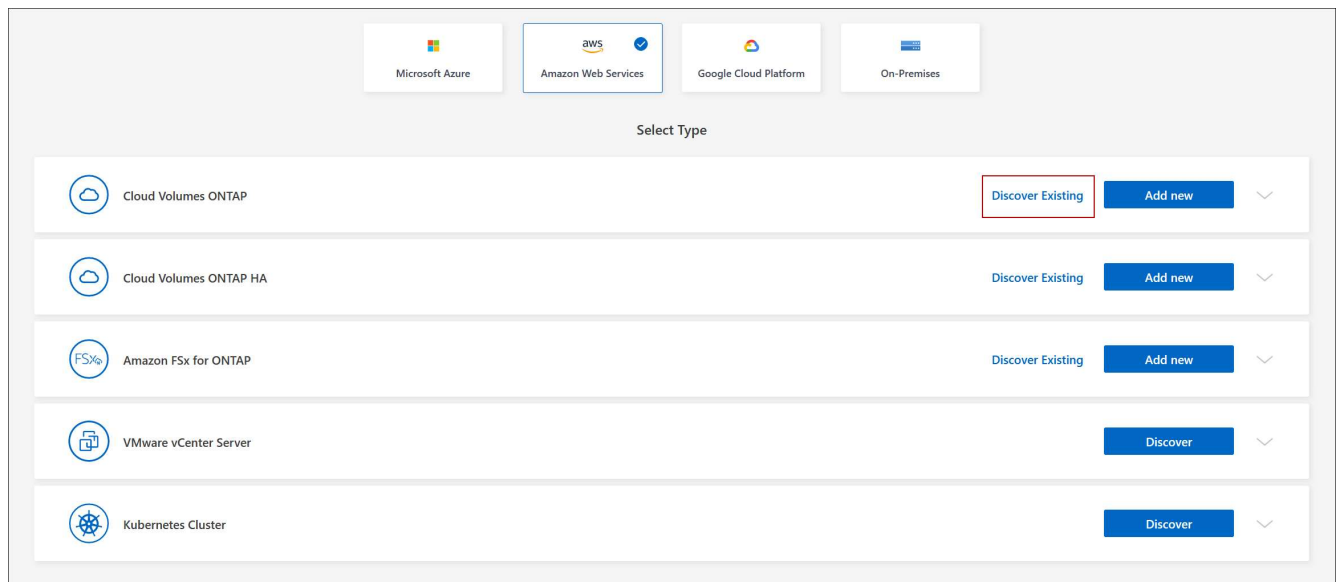 aws
Microsoft Azure
Amazon Web Services
Google Cloud Platform
On-Premises
Select Type
Cloud Volumes ONTAP
Discover Existing
Add new
Cloud Volumes ONTAP HA
Discover Existing
Add new
FSx
Amazon FSx for ONTAP
Discover Existing
Add new
VMware vCenter Server
Discover
Kubernetes Cluster
Discover